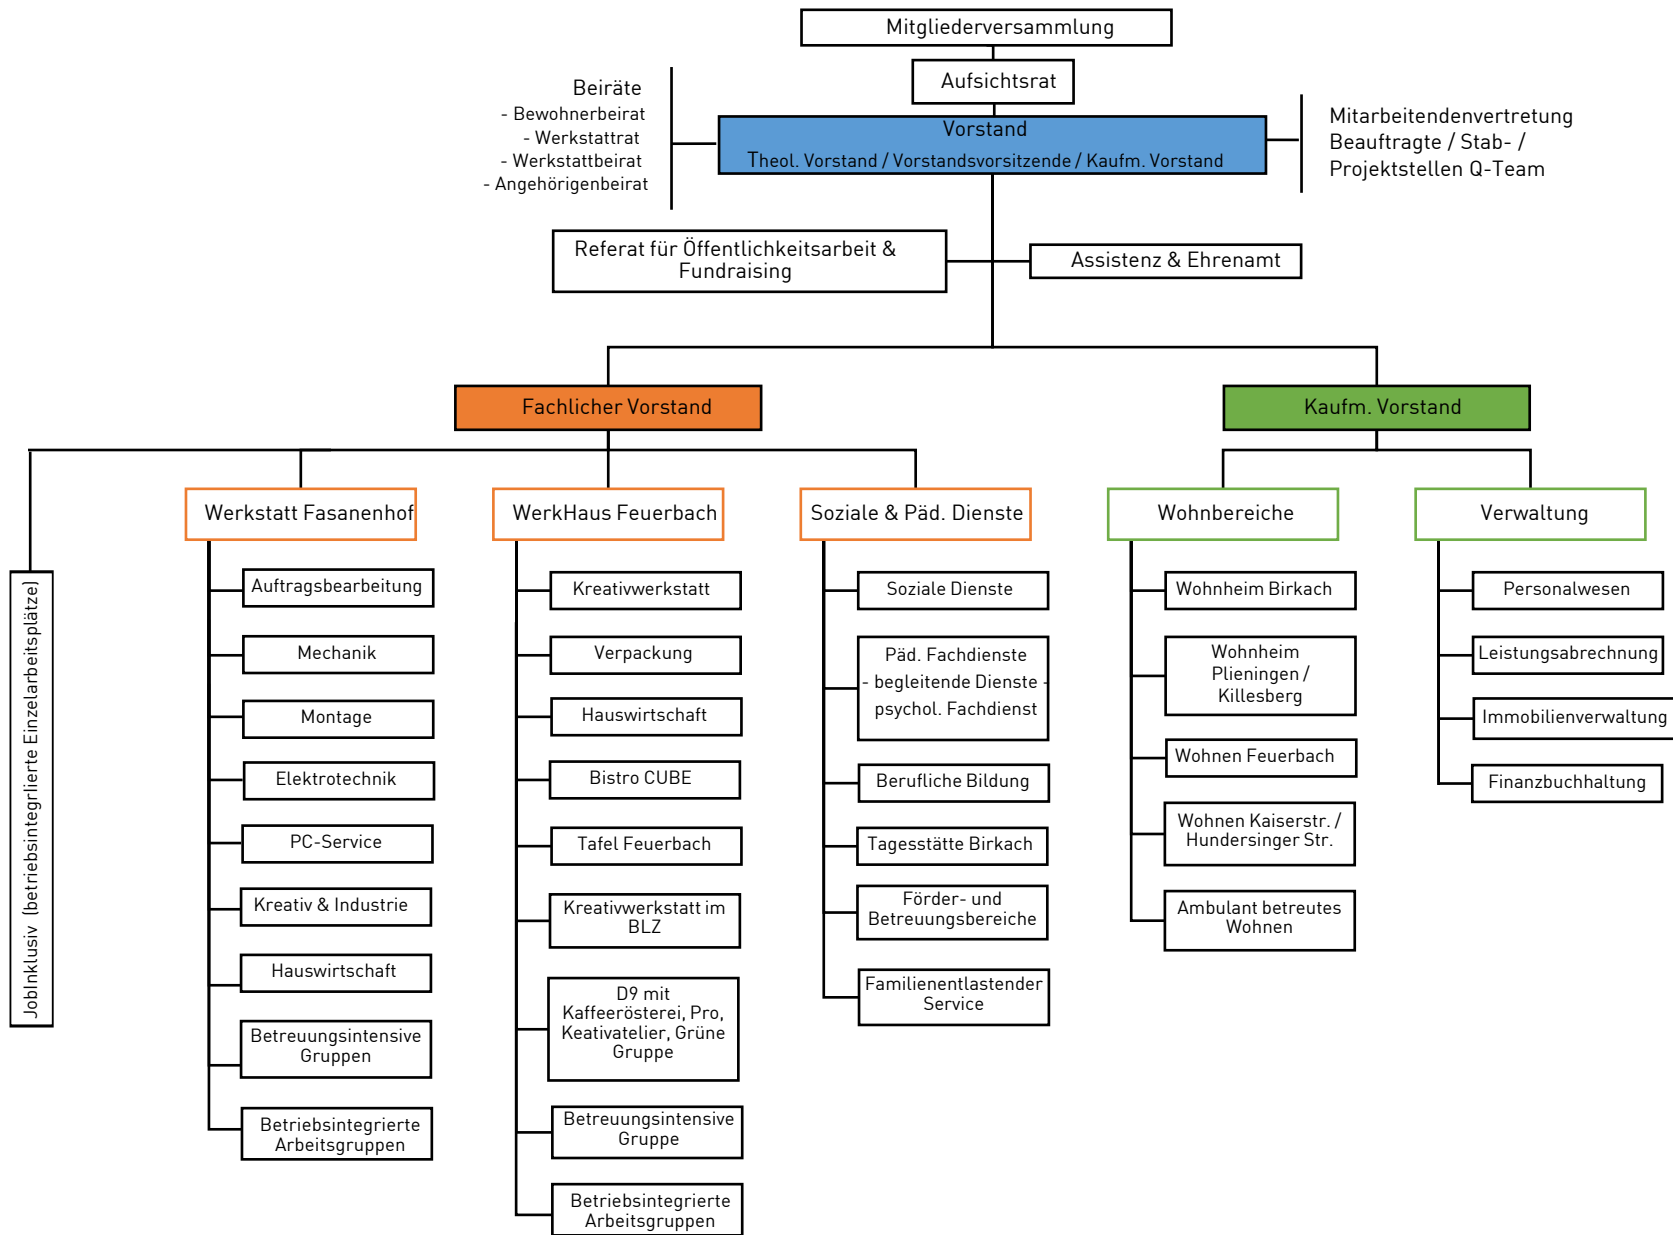 Mitgliederversammlung
Aufsichtsrat
Beiräte
- Bewohnerbeirat
- Werkstattrat
- Werkstattbeirat
- Angehörigenbeirat
Vorstand
Theol. Vorstand / Vorstandsvorsitzende / Kaufm. Vorstand
Mitarbeitendenvertretung
Beauftragte / Stab- /
Projektstellen Q-Team
Referat für Öffentlichkeitsarbeit &
Fundraising
Assistenz & Ehrenamt
Fachlicher Vorstand
Kaufm. Vorstand
JobInklusiv (betriebsintegrlierte Einzelarbeitsplätze)
Werkstatt Fasanenhof
Auftragsbearbeitung
Mechanik
Montage
Elektrotechnik
PC-Service
Kreativ & Industrie
Hauswirtschaft
Betreuungsintensive
Gruppen
Betriebsintegrierte
Arbeitsgruppen
WerkHaus Feuerbach
Kreativwerkstatt
Verpackung
Hauswirtschaft
Bistro CUBE
Tafel Feuerbach
Kreativwerkstatt im
BLZ
D9 mit
Kaffeerösterei, Pro,
Keativatelier, Grüne
Gruppe
Betreuungsintensive
Gruppe
Betriebsintegrierte
Arbeitsgruppen
Soziale & Päd. Dienste
Soziale Dienste
Päd. Fachdienste
- begleitende Dienste -
psychol. Fachdienst
Berufliche Bildung
Tagesstätte Birkach
Förder- und
Betreuungsbereiche
Familienentlastender
Service
Wohnbereiche
Wohnheim Birkach
Wohnheim
Plieningen /
Killesberg
Wohnen Feuerbach
Wohnen Kaiserstr. /
Hundersinger Str.
Ambulant betreutes
Wohnen
Verwaltung
Personalwesen
Leistungsabrechnung
Immobilienverwaltung
Finanzbuchhaltung